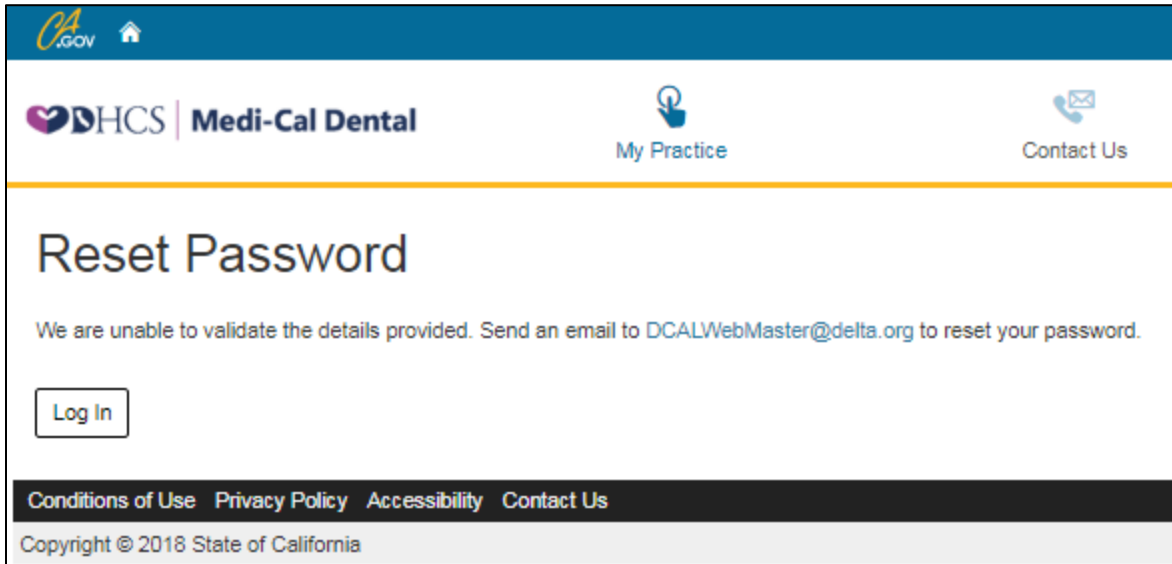 CA.GOV
DHCS | Medi-Cal Dental
My Practice
Contact Us
Reset Password
We are unable to validate the details provided. Send an email to DCALWebMaster@delta.org to reset your password.
Log In
Conditions of Use Privacy Policy Accessibility Contact Us
Copyright © 2018 State of California